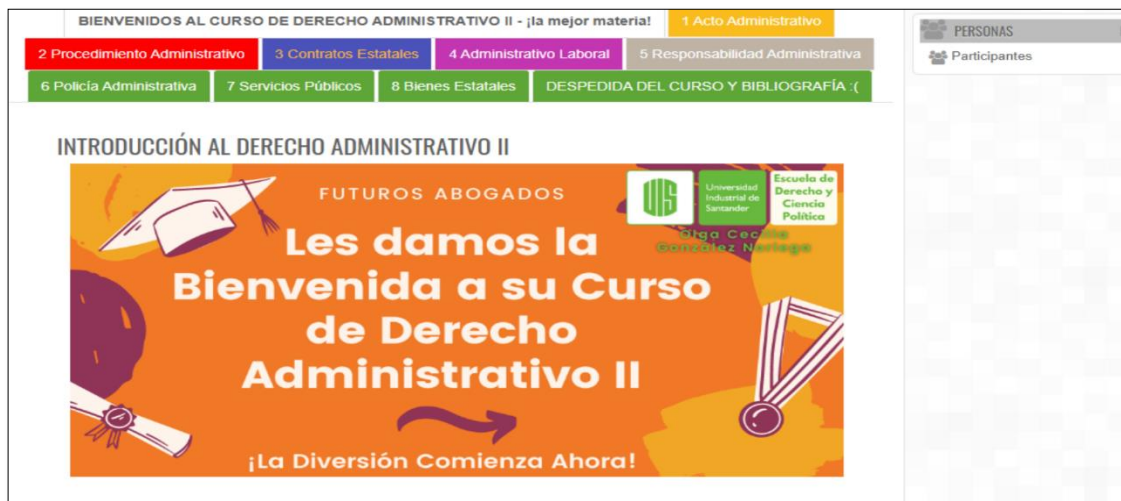 BIENVENIDOS AL CURSO DE DERECHO ADMINISTRATIVO II - ¡la mejor materia!
1 Acto Administrativo
2 Procedimiento Administrativo
3 Contratos Estatales
4 Administrativo Laboral
5 Responsabilidad Administrativa
6 Policía Administrativa
7 Servicios Públicos
8 Bienes Estatales
DESPEDIDA DEL CURSO Y BIBLIOGRAFÍA :(
PERSONAS
Participantes
INTRODUCCIÓN AL DERECHO ADMINISTRATIVO II
FUTUROS ABOGADOS
UIS
Universidad
Industrial de
Santander
Escuela de
Derecho y
Ciencia
Política
Olga Cecilia
González Noriega
Les damos la
Bienvenida a su Curso
de Derecho
Administrativo II
¡La Diversión Comienza Ahora!